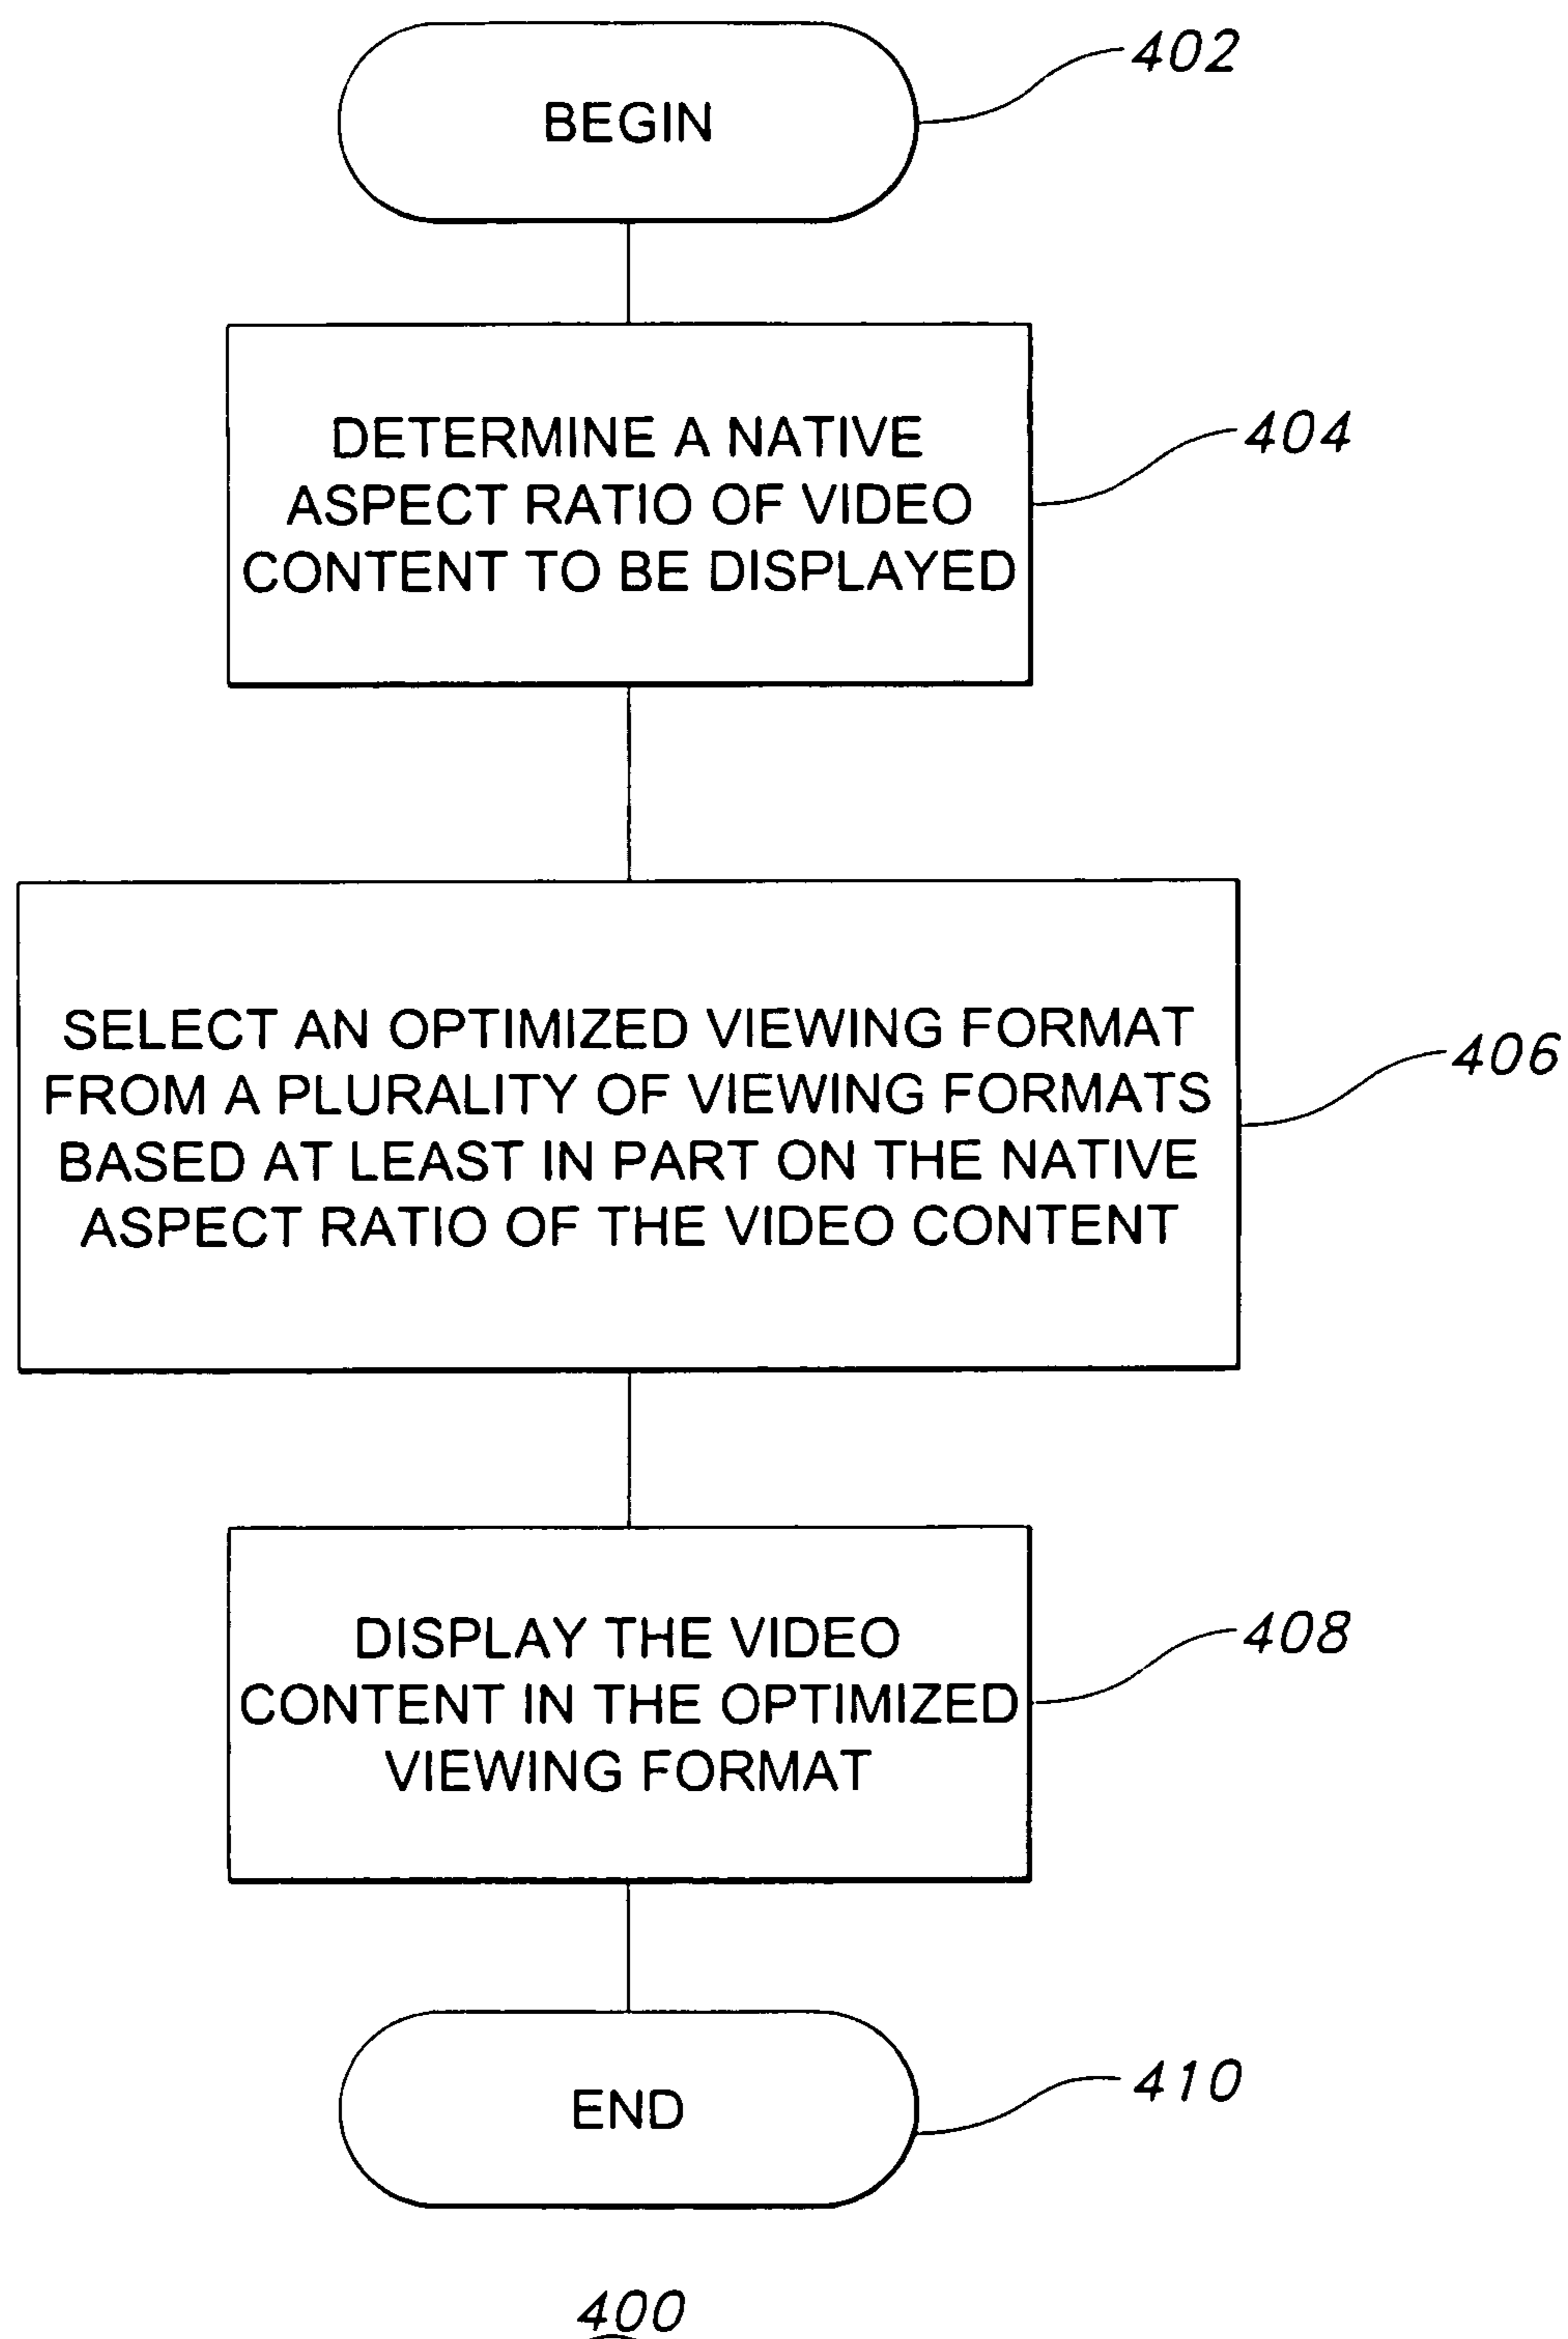 BEGIN
402
DETERMINE A NATIVE
ASPECT RATIO OF VIDEO
CONTENT TO BE DISPLAYED
404
SELECT AN OPTIMIZED VIEWING FORMAT
FROM A PLURALITY OF VIEWING FORMATS
BASED AT LEAST IN PART ON THE NATIVE
ASPECT RATIO OF THE VIDEO CONTENT
406
DISPLAY THE VIDEO
CONTENT IN THE OPTIMIZED
VIEWING FORMAT
408
END
410
400